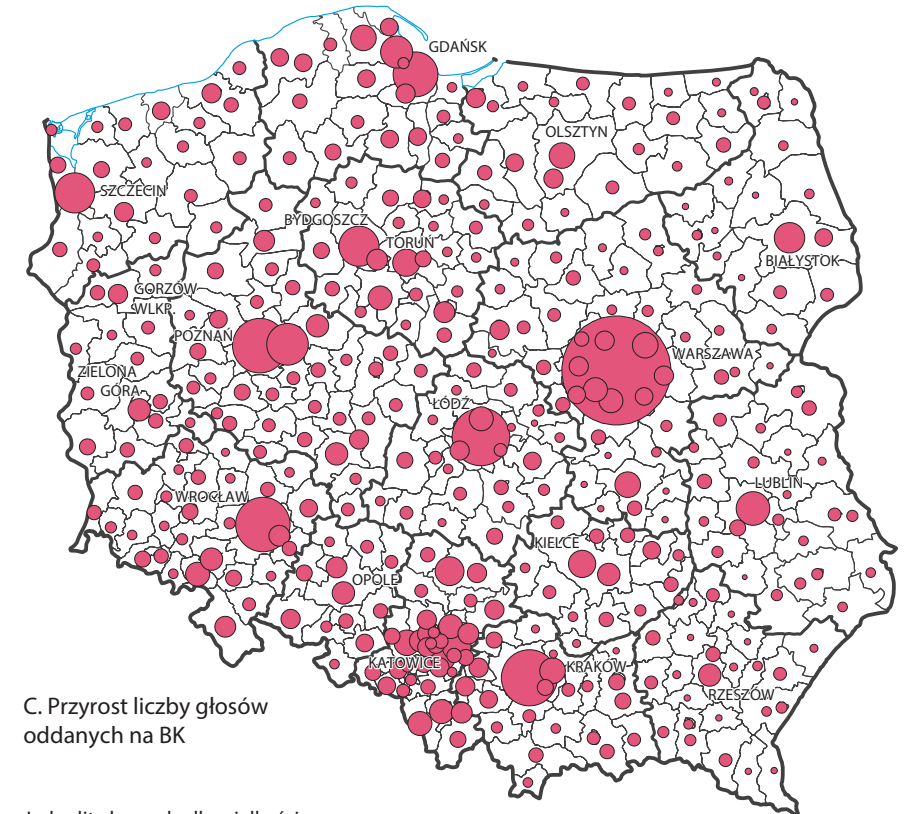 GDAŃSK
OLSZTYN
SZCZECIN
BYDGOSZCZ
TORUŃ
BIAŁYSTOK
GORZÓW
WLKP.
POZNAŃ
WARSZAWA
ZIELONA
GÓRA
ŁÓDŹ
WROCŁAW
LUBLIN
KIELCE
OPOLE
KATOWICE
KRAKÓW
RZESZÓW
C. Przyrost liczby głosów
oddanych na BK